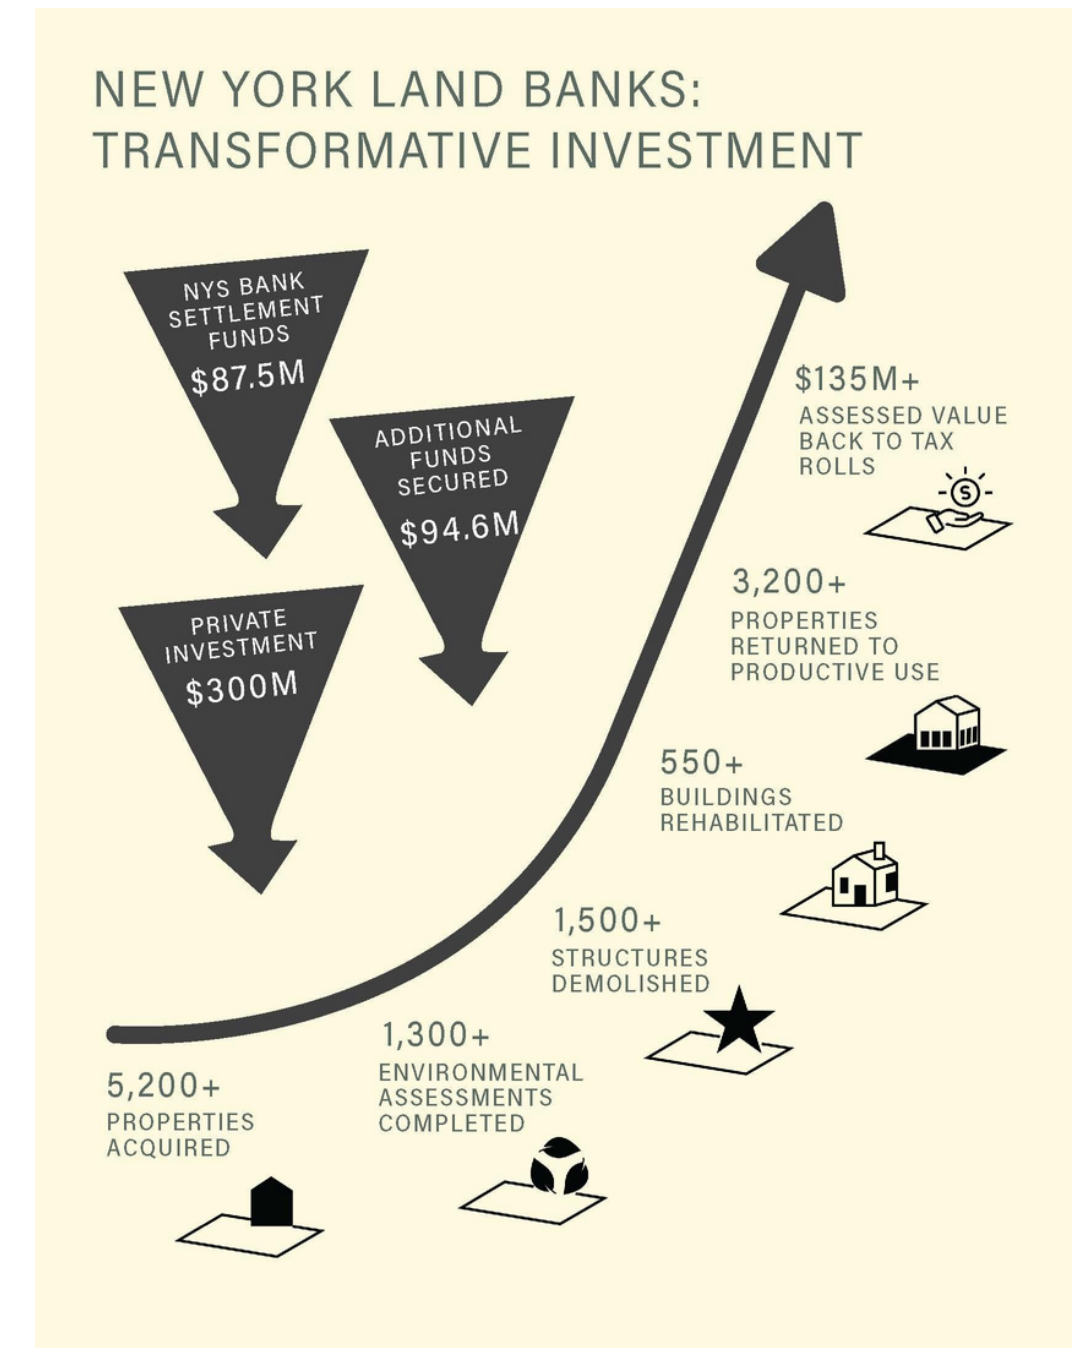 NEW YORK LAND BANKS:
TRANSFORMATIVE INVESTMENT
NYS BANK
SETTLEMENT
FUNDS
$87.5M
ADDITIONAL
FUNDS
SECURED
$94.6M
PRIVATE
INVESTMENT
$300M
$135M+
ASSESSED VALUE
BACK TO TAX
ROLLS
$
3,200+
PROPERTIES
RETURNED TO
PRODUCTIVE USE
550+
BUILDINGS
REHABILITATED
1,500+
STRUCTURES
DEMOLISHED
1,300+
ENVIRONMENTAL
ASSESSMENTS
COMPLETED
5,200+
PROPERTIES
ACQUIRED